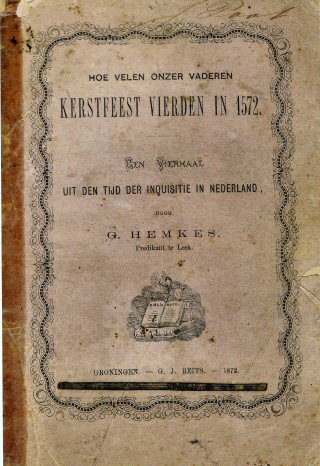 HOE VELEN ONZER VADEREN
KERSTFEEST VIERDEN IN 1572.
EEN VERHAAL
UIT DEN TIJD DER INQUISITIE IN NEDERLAND,
DOOR
G. HEMKES,
Predikant te Leek.
GRONINGEN. — G. J. REITS. — 1872.